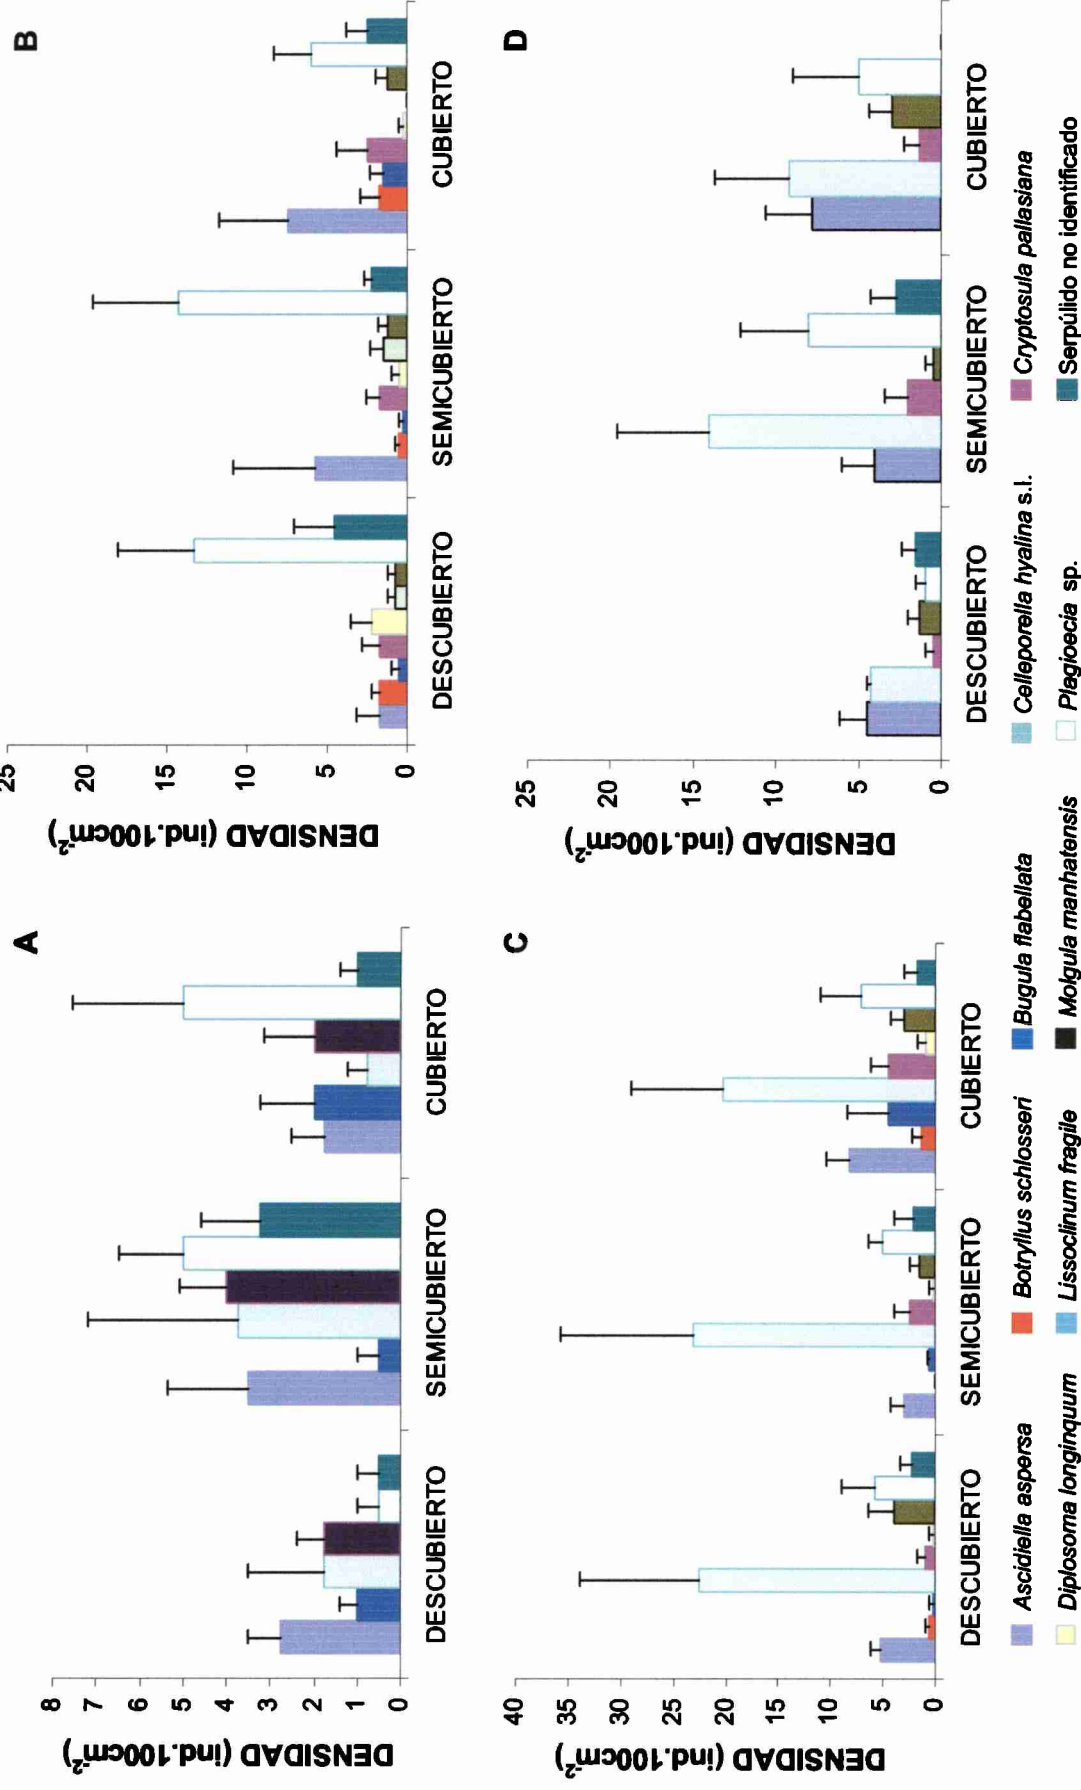 A
DENSIDAD (ind.100cm⁻²)
8
7
6
5
4
3
2
1
0
DESCUBIERTO SEMICUBIERTO CUBIERTO
B
DENSIDAD (ind.100cm⁻²)
25
20
15
10
5
0
DESCUBIERTO SEMICUBIERTO CUBIERTO
C
DENSIDAD (ind.100cm⁻²)
40
35
30
25
20
15
10
5
0
DESCUBIERTO SEMICUBIERTO CUBIERTO
D
DENSIDAD (ind.100cm⁻²)
25
20
15
10
5
0
DESCUBIERTO SEMICUBIERTO CUBIERTO
Ascidiella aspersa Botryllus schlosseri Bugula flabellata Celleporella hyalina s.l. Cryptosula pallasiana
Diplosoma longinquum Lissoclinum fragile Molgula manhatensis Plagioecia sp. Serpúlido no identificado